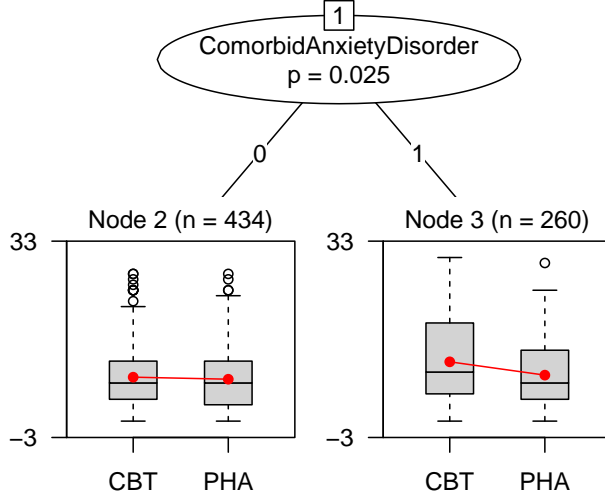 1
ComorbidAnxietyDisorder
p = 0.025
0
1
Node 2 (n = 434)
33
−3
CBT
PHA
Node 3 (n = 260)
33
−3
CBT
PHA